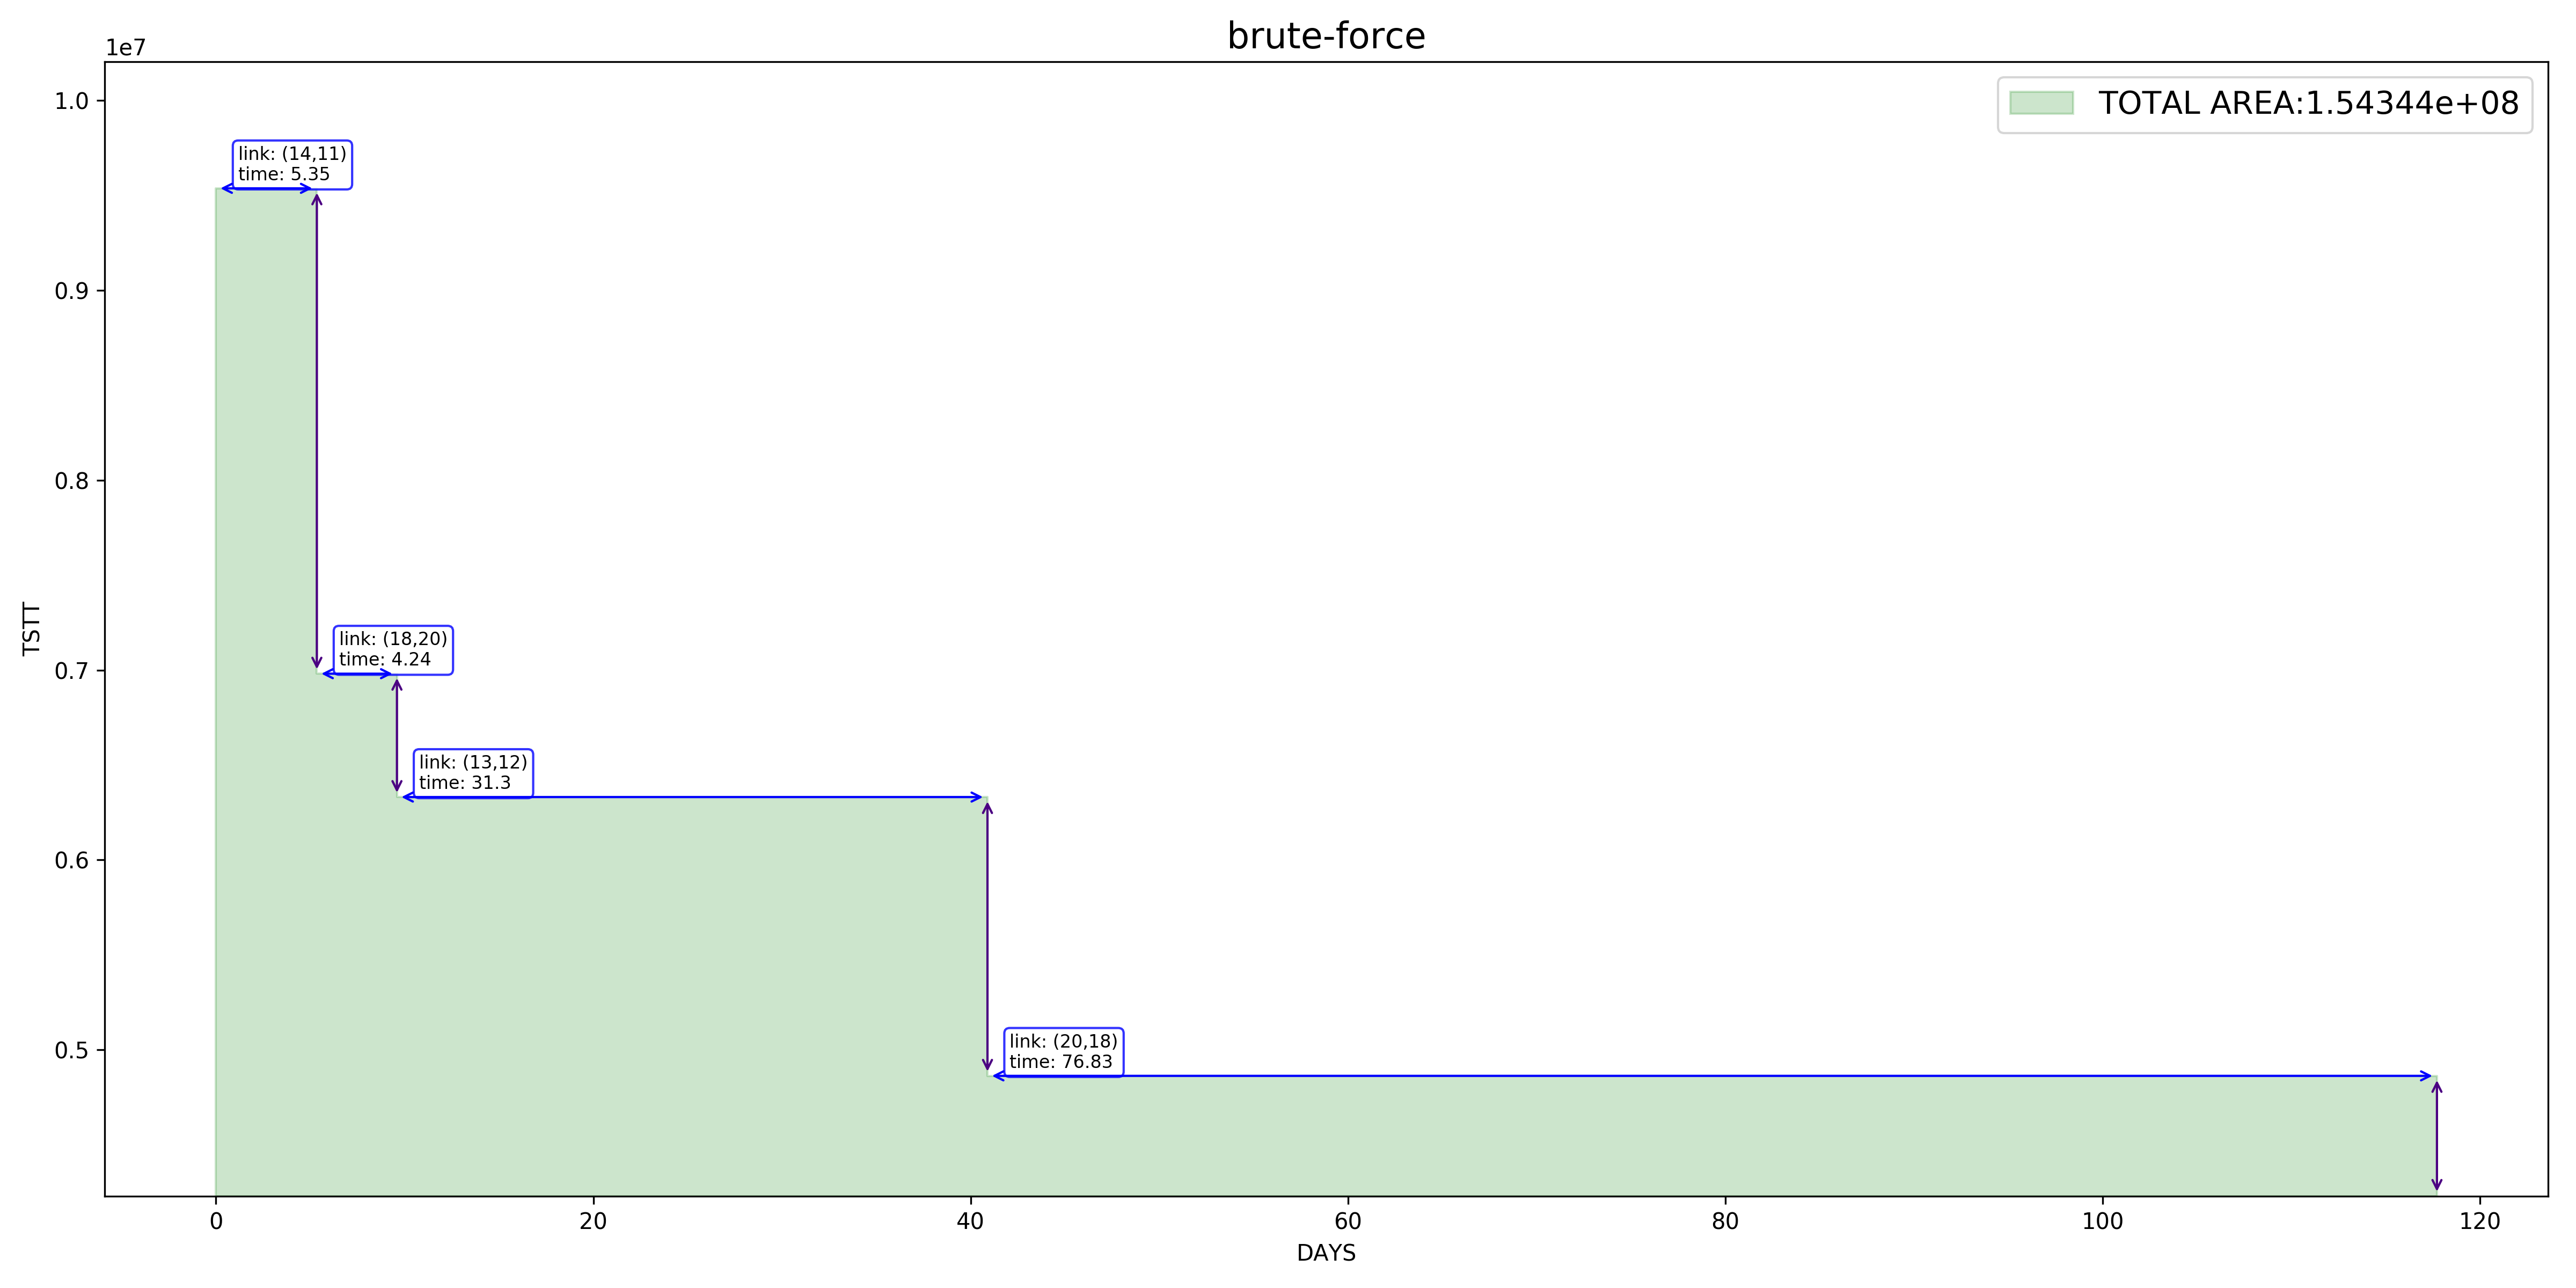 brute-force
1e7
TOTAL AREA:1.54344e+08
1.0
0.9
0.8
0.7
0.6
0.5
TSTT
link: (14,11)
time: 5.35
link: (18,20)
time: 4.24
link: (13,12)
time: 31.3
link: (20,18)
time: 76.83
0
20
40
60
80
100
120
DAYS